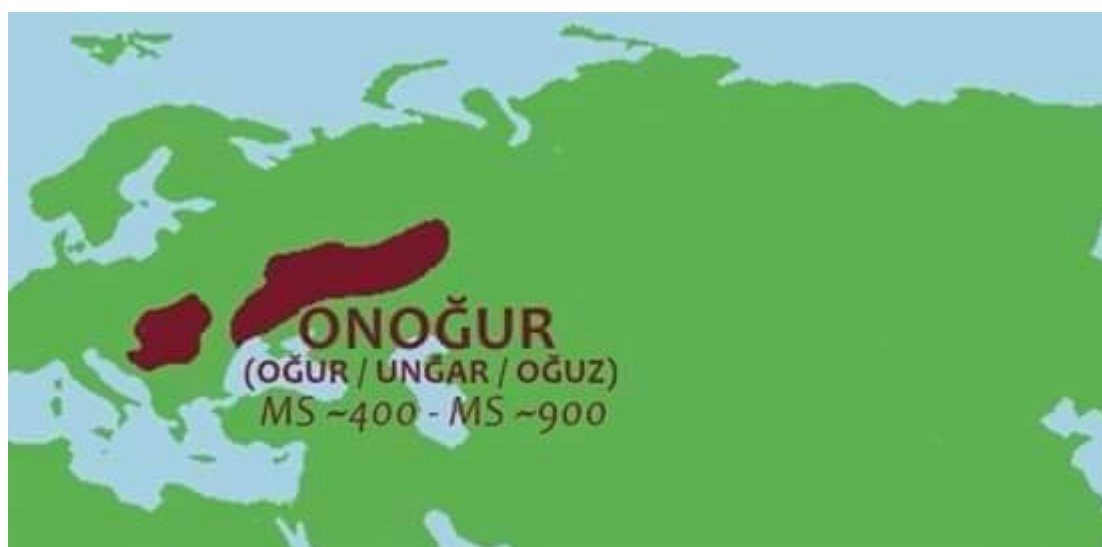 ONOĞUR
(OĞUR / UNGAR / OĞUZ)
MS ~400 - MS ~900